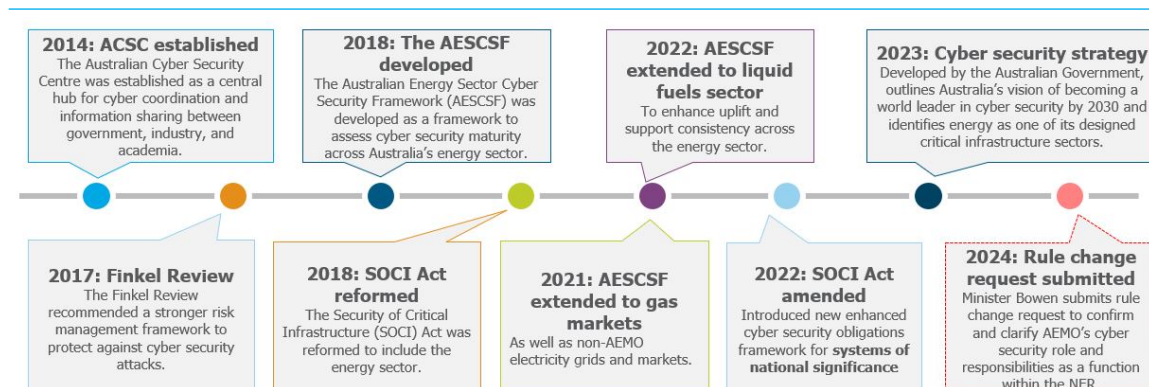 2014: ACSC established
The Australian Cyber Security
Centre was established as a central
hub for cyber coordination and
information sharing between
government, industry, and
academia.
2018: The AESCSF
developed
The Australian Energy Sector Cyber
Security Framework (AESCSF) was
developed as a framework to
assess cyber security maturity
across Australia's energy sector.
2022: AESCSF
extended to liquid
fuels sector
To enhance uplift and
support consistency across
the energy sector.
2023: Cyber security strategy
Developed by the Australian Government,
outlines Australia's vision of becoming a
world leader in cyber security by 2030 and
identifies energy as one of its designed
critical infrastructure sectors.
2017: Finkel Review
The Finkel Review
recommended a stronger risk
management framework to
protect against cyber security
attacks.
2018: SOCI Act
reformed
The Security of Critical
Infrastructure (SOCI) Act was
reformed to include the
energy sector.
2021: AESCSF
extended to gas
markets
As well as non-AEMO
electricity grids and markets.
2022: SOCI Act
amended
Introduced new enhanced
cyber security obligations
framework for systems of
national significance
2024: Rule change
request submitted
Minister Bowen submits rule
change request to confirm
and clarify AEMO's cyber
security role and
responsibilities as a function
within the NER